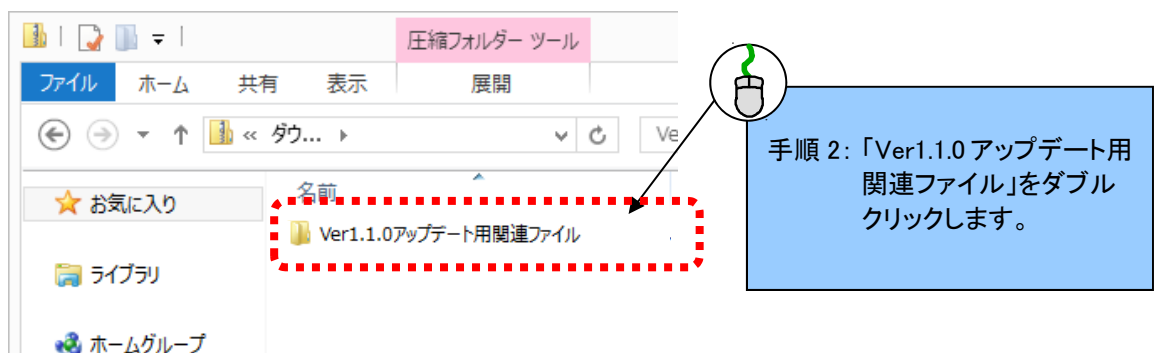 圧縮フォルダー ツール
ファイル ホーム 共有 表示 展開
« ダウ...
Ve
名前
お気に入り
Ver1.1.0アップデート用関連ファイル
ライブラリ
ホームグループ
手順 2: 「Ver1.1.0 アップデート用
関連ファイル」をダブル
クリックします。